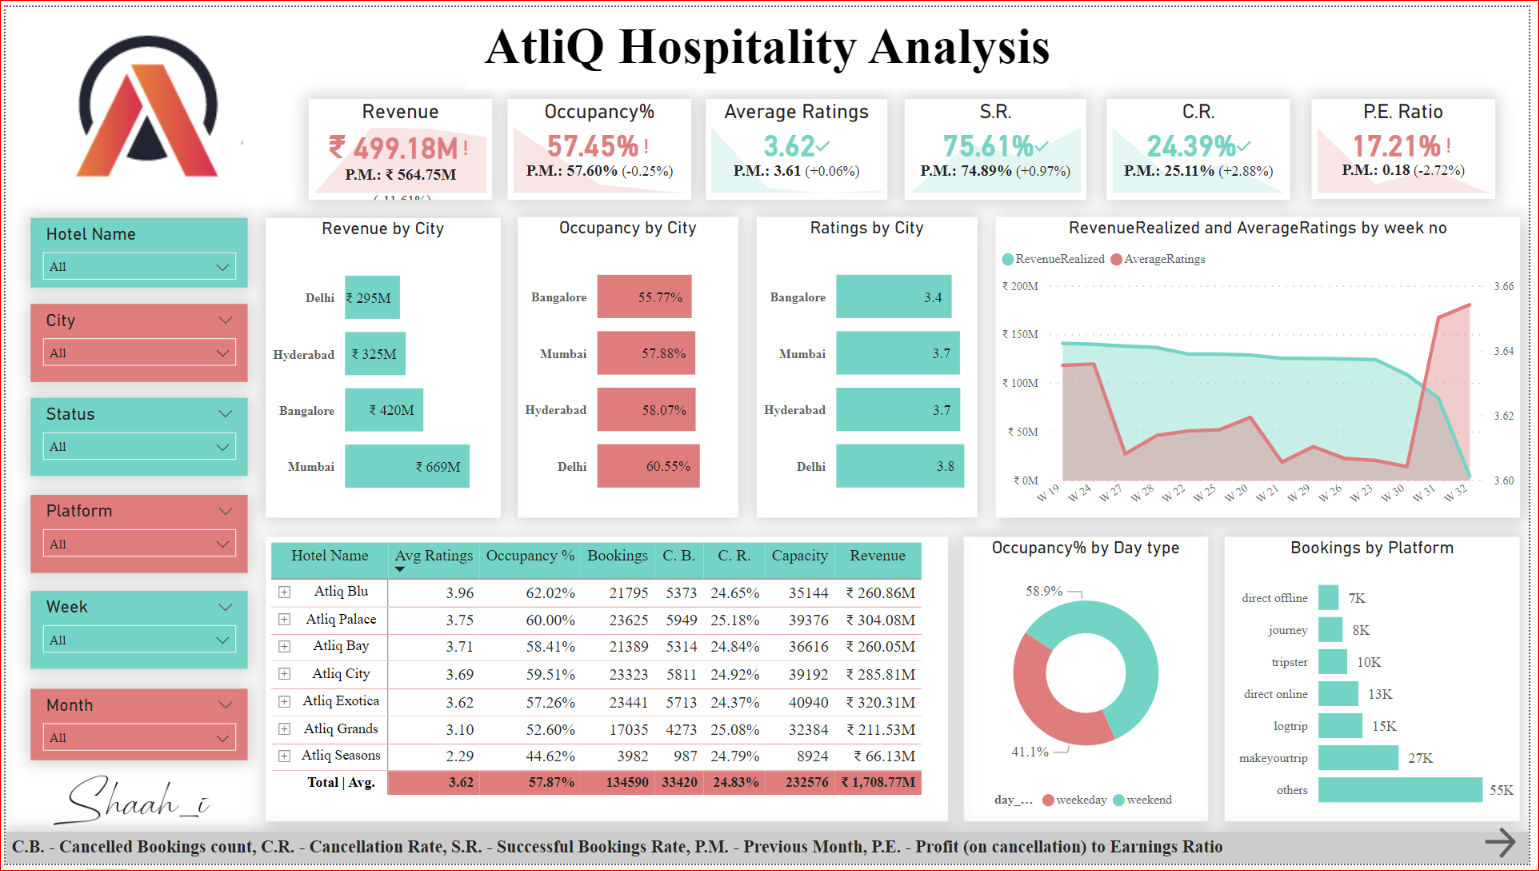 AtliQ Hospitality Analysis
Revenue
₹ 499.18M !
P.M.: ₹ 564.75M
Occupancy%
57.45% !
P.M.: 57.60% (-0.25%)
Average Ratings
3.62✓
P.M.: 3.61 (+0.06%)
S.R.
75.61%✓
P.M.: 74.89% (+0.97%)
C.R.
24.39%✓
P.M.: 25.11% (+2.88%)
P.E. Ratio
17.21% !
P.M.: 0.18 (-2.72%)
Hotel Name
All
City
All
Status
All
Platform
All
Week
All
Month
All
Shaah_i
Revenue by City
Delhi ₹ 295M
Hyderabad ₹ 325M
Bangalore ₹ 420M
Mumbai ₹ 669M
Occupancy by City
Bangalore 55.77%
Mumbai 57.88%
Hyderabad 58.07%
Delhi 60.55%
Ratings by City
Bangalore 3.4
Mumbai 3.7
Hyderabad 3.7
Delhi 3.8
RevenueRealized and AverageRatings by week no
RevenueRealized AverageRatings
₹ 200M 3.66
₹ 150M
3.64
₹ 100M
3.62
₹ 50M
₹ 0M 3.60
W 19 W 24 W 27 W 28 W 22 W 25 W 20 W 21 W 29 W 26 W 23 W 30 W 31 W 32
Hotel Name Avg Ratings Occupancy % Bookings C. B. C. R. Capacity Revenue
Atliq Blu 3.96 62.02% 21795 5373 24.65% 35144 ₹ 260.86M
Atliq Palace 3.75 60.00% 23625 5949 25.18% 39376 ₹ 304.08M
Atliq Bay 3.71 58.41% 21389 5314 24.84% 36616 ₹ 260.05M
Atliq City 3.69 59.51% 23323 5811 24.92% 39192 ₹ 285.81M
Atliq Exotica 3.62 57.26% 23441 5713 24.37% 40940 ₹ 320.31M
Atliq Grands 3.10 52.60% 17035 4273 25.08% 32384 ₹ 211.53M
Atliq Seasons 2.29 44.62% 3982 987 24.79% 8924 ₹ 66.13M
Total | Avg. 3.62 57.87% 134590 33420 24.83% 232576 ₹ 1,708.77M
Occupancy% by Day type
58.9%
41.1%
day_... weekeday weekend
Bookings by Platform
direct offline 7K
journey 8K
tripster 10K
direct online 13K
logtrip 15K
makeyourtrip 27K
others 55K
C.B. - Cancelled Bookings count, C.R. - Cancellation Rate, S.R. - Successful Bookings Rate, P.M. - Previous Month, P.E. - Profit (on cancellation) to Earnings Ratio